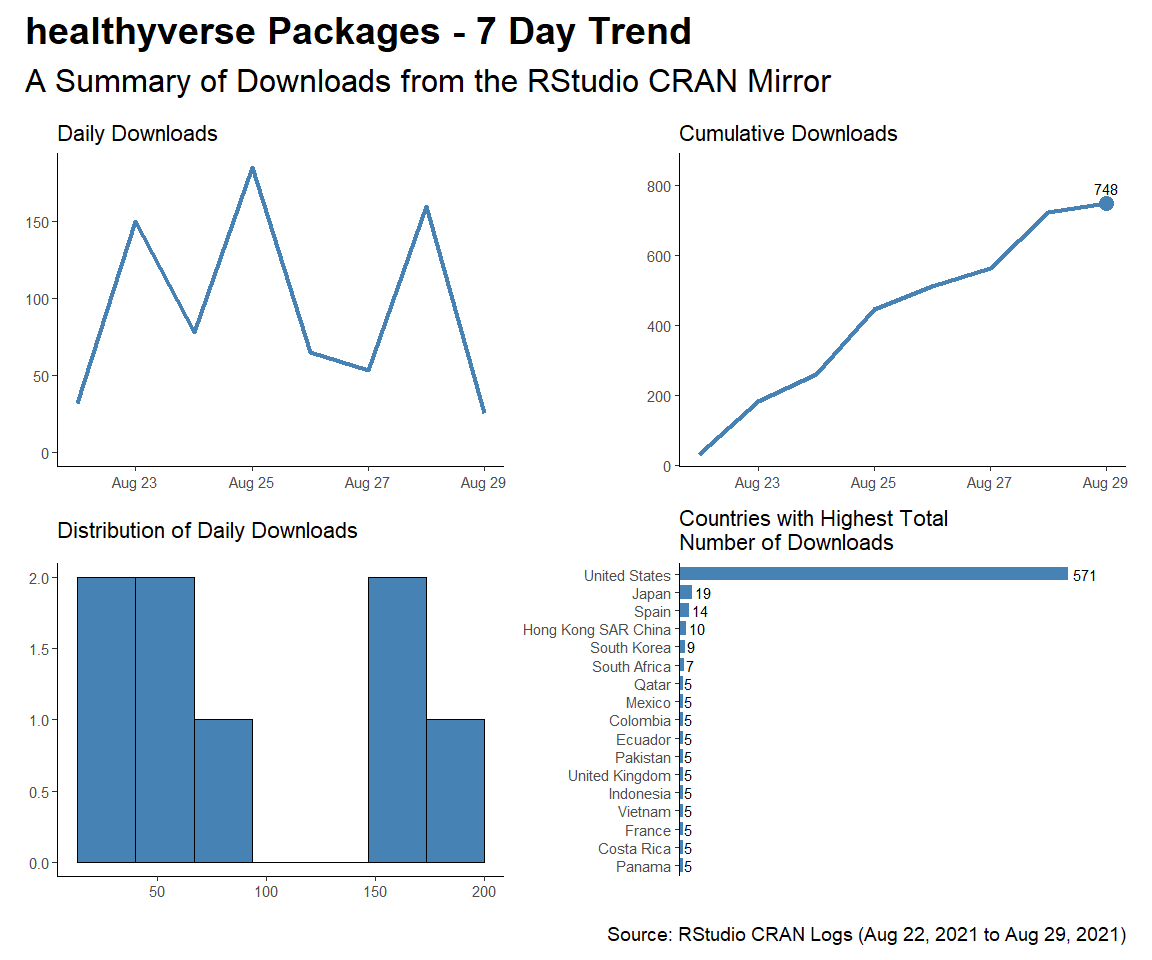 healthyverse Packages - 7 Day Trend
A Summary of Downloads from the RStudio CRAN Mirror
Daily Downloads
150
100
50
0
Aug 23 Aug 25 Aug 27 Aug 29
Cumulative Downloads
800
600
400
200
0
748
Aug 23 Aug 25 Aug 27 Aug 29
Distribution of Daily Downloads
2.0
1.5
1.0
0.5
0.0
50 100 150 200
Countries with Highest Total
Number of Downloads
United States 571
Japan 19
Spain 14
Hong Kong SAR China 10
South Korea 9
South Africa 7
Qatar 5
Mexico 5
Colombia 5
Ecuador 5
Pakistan 5
United Kingdom 5
Indonesia 5
Vietnam 5
France 5
Costa Rica 5
Panama 5
Source: RStudio CRAN Logs (Aug 22, 2021 to Aug 29, 2021)